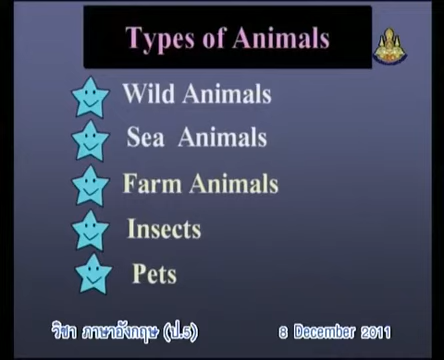 Types of Animals
Wild Animals
Sea Animals
Farm Animals
Insects
Pets
วิชา ภาษาอังกฤษ (ป.5)
8 December 2011